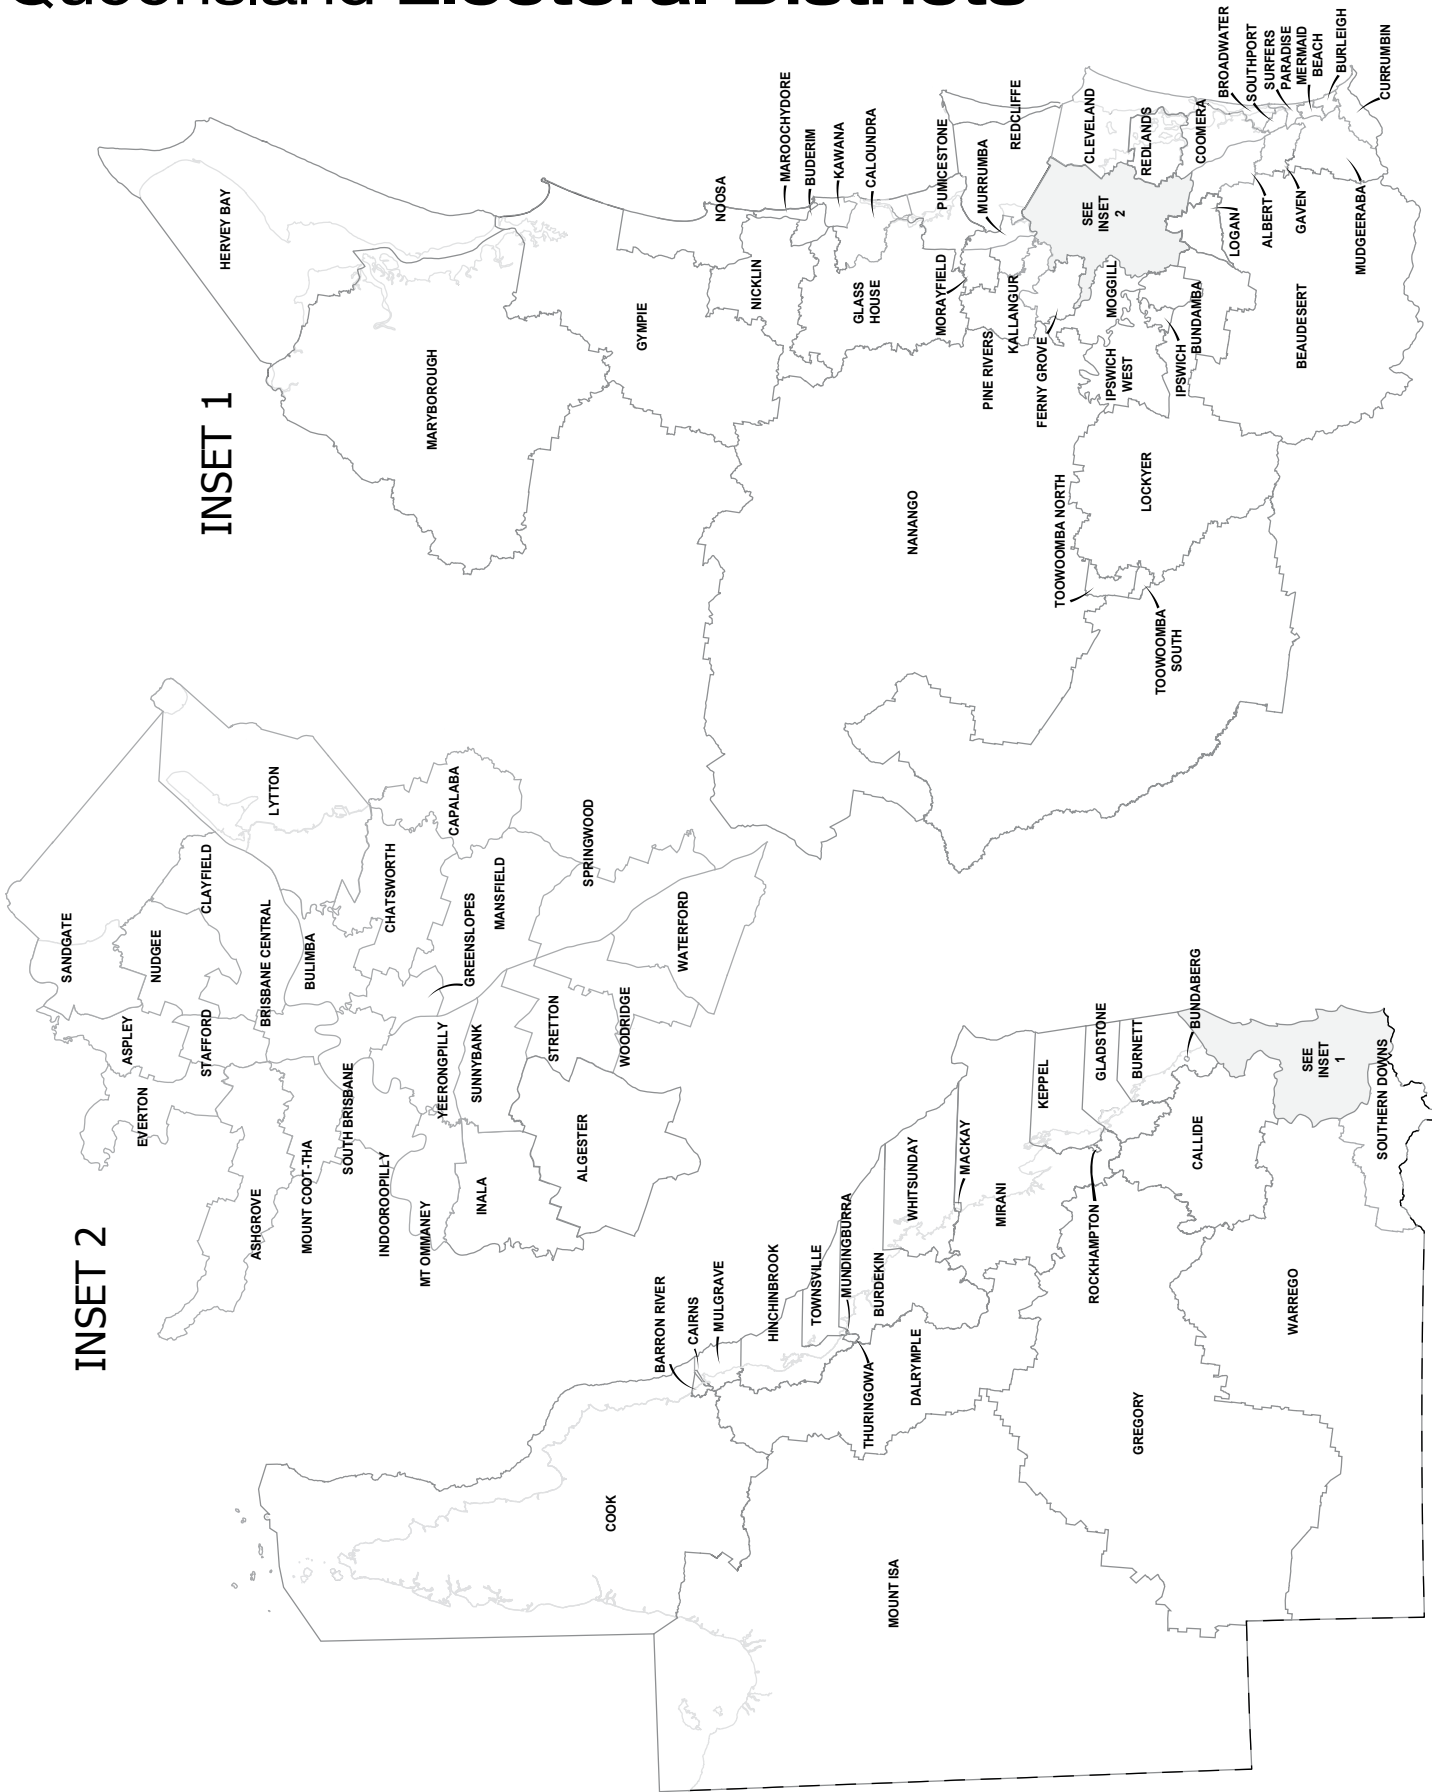 Queensland Electoral Districts
INSET 1
HERVEY BAY
MARYBOROUGH
GYMPIE
NOOSA
NICKLIN
MAROOCHYDORE
BUDERIM
KAWANA
CALOUNDRA
GLASS
HOUSE
PUMICESTONE
MORAYFIELD
MURRUMBA
REDCLIFFE
PINE RIVERS
KALLANGUR
FERNY GROVE
NANANGO
SEE
INSET
2
CLEVELAND
REDLANDS
COOMERA
MOGGILL
IPSWICH
WEST
IPSWICH
BUNDAMBA
LOGAN
ALBERT
GAVEN
MUDGEERABA
BROADWATER
SOUTHPORT
SURFERS
PARADISE
MERMAID
BEACH
BURLEIGH
CURRUMBIN
BEAUDESERT
LOCKYER
TOOWOOMBA NORTH
TOOWOOMBA
SOUTH
INSET 2
SANDGATE
NUDGEE
CLAYFIELD
LYTTON
ASPLEY
EVERTON
STAFFORD
BRISBANE CENTRAL
ASHGROVE
MOUNT COOT-THA
BULIMBA
CHATSWORTH
CAPALABA
SOUTH BRISBANE
INDOOROOPILLY
MT OMMANEY
YEERONGPILLY
GREENSLOPES
MANSFIELD
SUNNYBANK
INALA
SPRINGWOOD
STRETTON
ALGESTER
WOODRIDGE
WATERFORD
COOK
BARRON RIVER
CAIRNS
MULGRAVE
HINCHINBROOK
TOWNSVILLE
MUNDINGBURRA
THURINGOWA
BURDEKIN
DALRYMPLE
WHITSUNDAY
MACKAY
MIRANI
KEPPEL
ROCKHAMPTON
GLADSTONE
BURNETT
BUNDABERG
CALLIDE
MOUNT ISA
GREGORY
WARREGO
SEE
INSET
1
SOUTHERN DOWNS